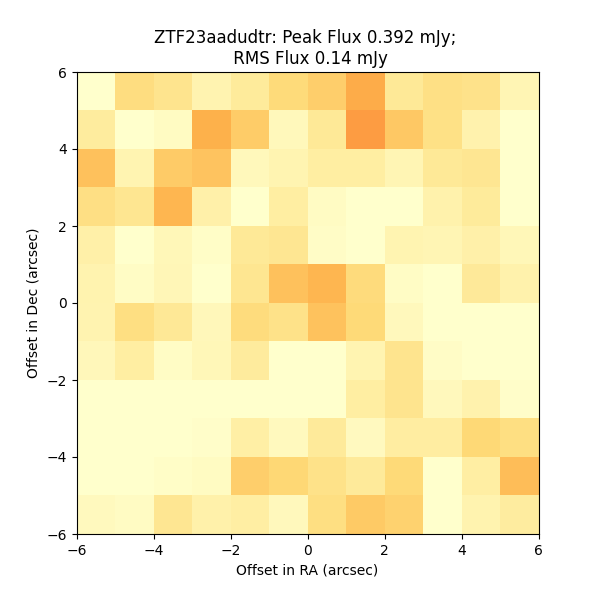 ZTF23aadudtr: Peak Flux 0.392 mJy;
RMS Flux 0.14 mJy
6
4
2
0
−2
−4
−6
Offset in Dec (arcsec)
−6 −4 −2 0 2 4 6
Offset in RA (arcsec)